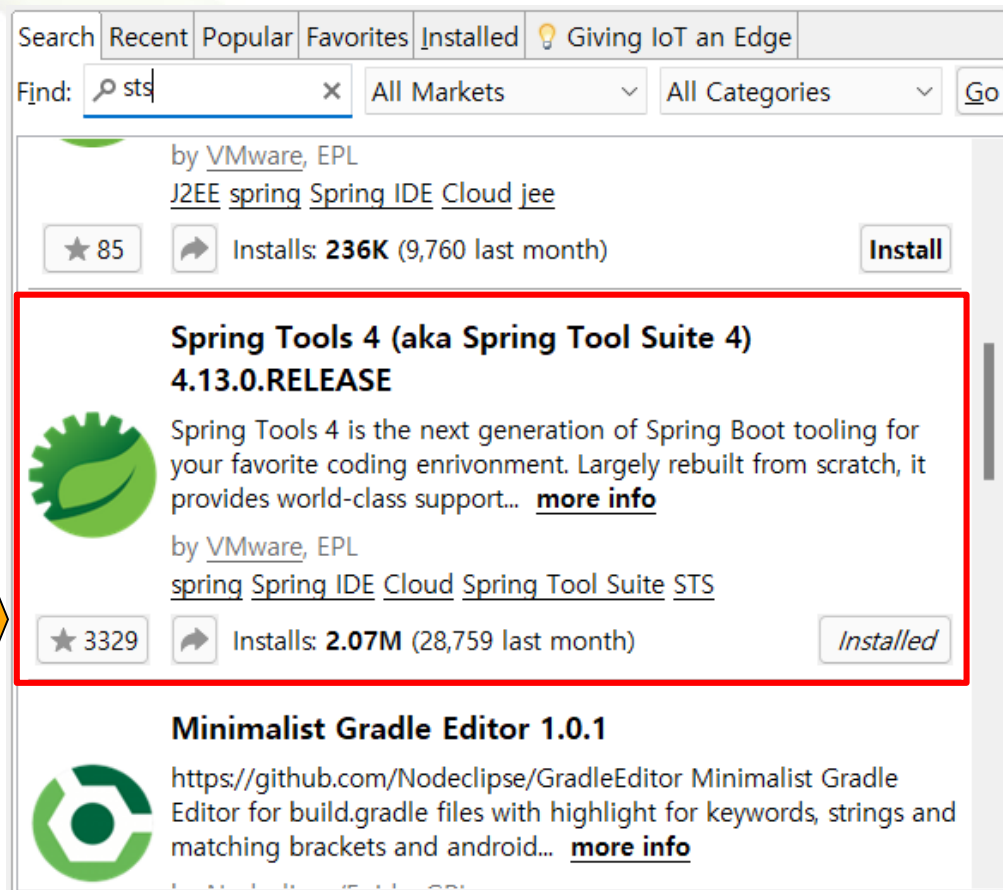 Search Recent Popular Favorites Installed Giving IoT an Edge
Find: sts All Markets All Categories Go
by VMware, EPL
J2EE spring Spring IDE Cloud jee
85 Installs: 236K (9,760 last month) Install
Spring Tools 4 (aka Spring Tool Suite 4)
4.13.0.RELEASE
Spring Tools 4 is the next generation of Spring Boot tooling for
your favorite coding enrivonment. Largely rebuilt from scratch, it
provides world-class support... more info
by VMware, EPL
spring Spring IDE Cloud Spring Tool Suite STS
3329 Installs: 2.07M (28,759 last month) Installed
Minimalist Gradle Editor 1.0.1
https://github.com/Nodeclipse/GradleEditor Minimalist Gradle
Editor for build.gradle files with highlight for keywords, strings and
matching brackets and android... more info